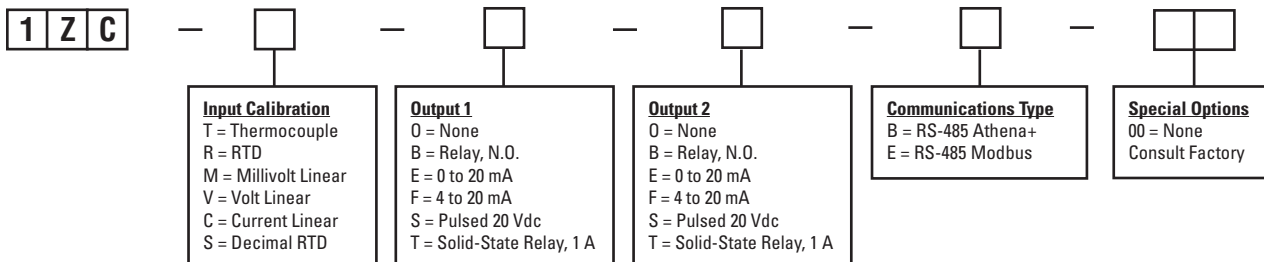 1 Z C – – – – –
Input Calibration
T = Thermocouple
R = RTD
M = Millivolt Linear
V = Volt Linear
C = Current Linear
S = Decimal RTD
Output 1
O = None
B = Relay, N.O.
E = 0 to 20 mA
F = 4 to 20 mA
S = Pulsed 20 Vdc
T = Solid-State Relay, 1 A
Output 2
O = None
B = Relay, N.O.
E = 0 to 20 mA
F = 4 to 20 mA
S = Pulsed 20 Vdc
T = Solid-State Relay, 1 A
Communications Type
B = RS-485 Athena+
E = RS-485 Modbus
Special Options
00 = None
Consult Factory